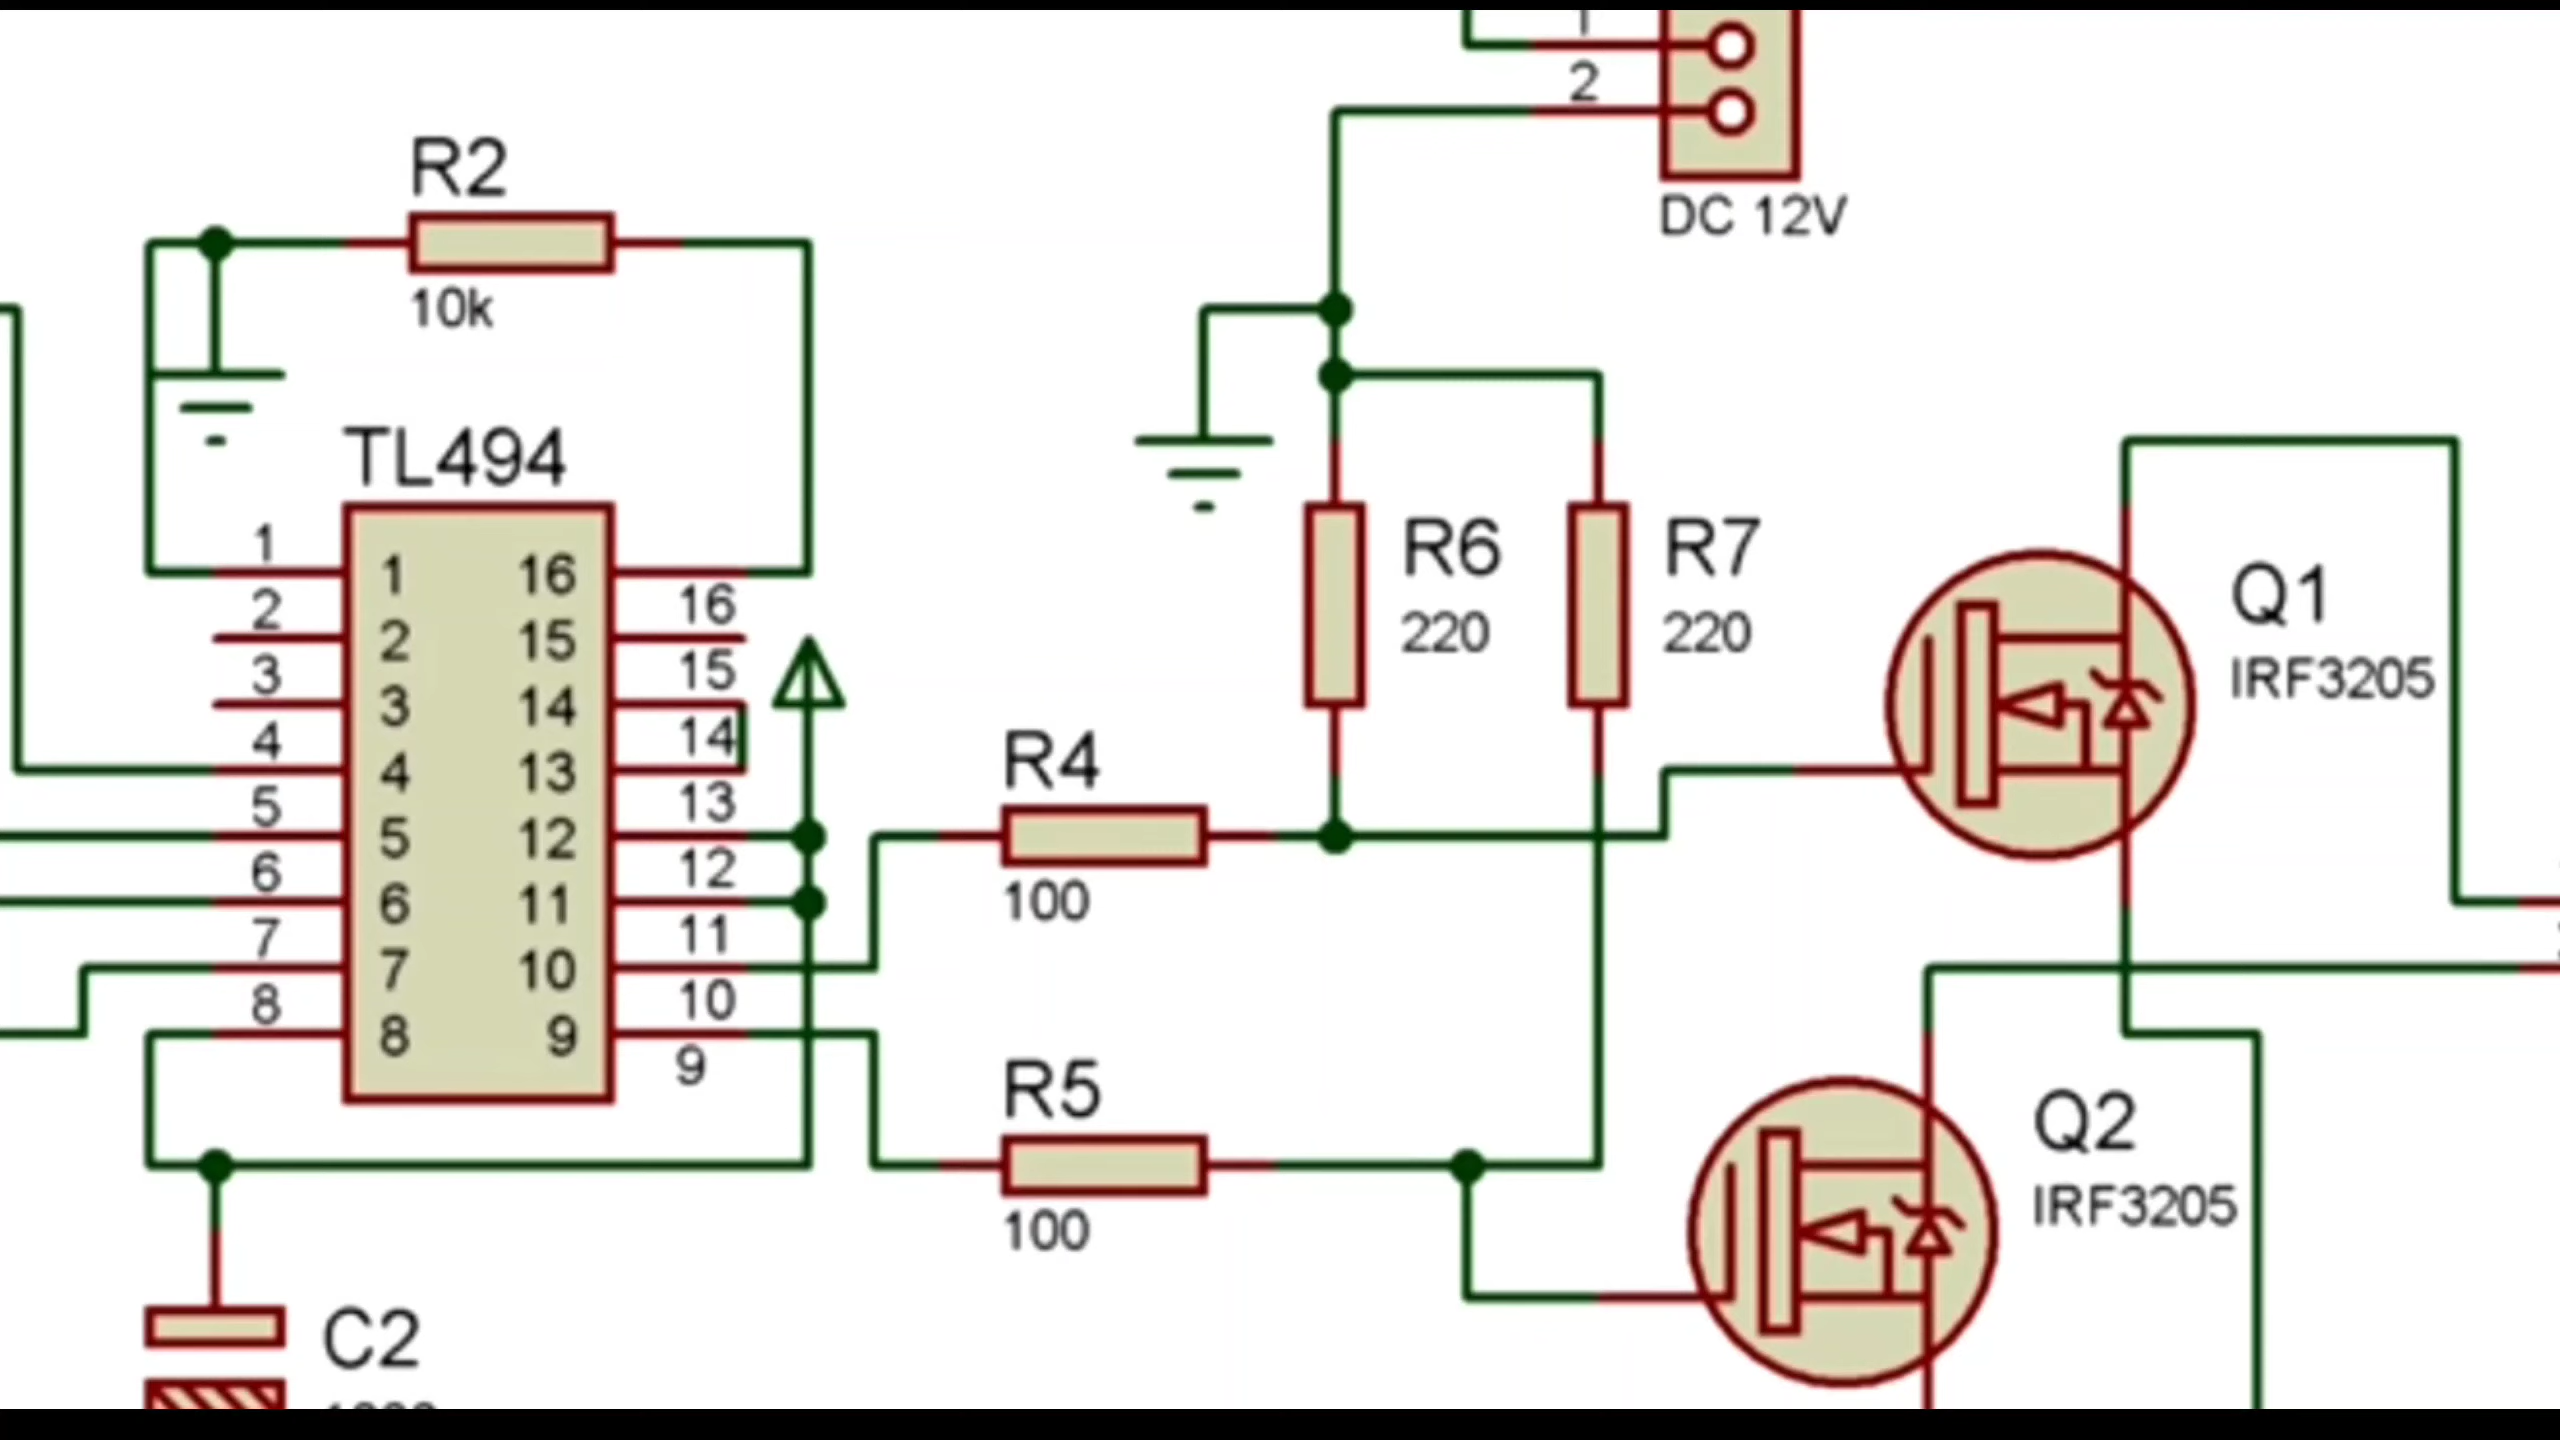 1
2
DC 12V
R2
10k
TL494
1 1 16 16
2 2 15 15
3 3 14 14
4 4 13 13
5 5 12 12
6 6 11 11
7 7 10 10
8 8 9 9
R6
220
R7
220
Q1
IRF3205
R4
100
R5
100
Q2
IRF3205
C2